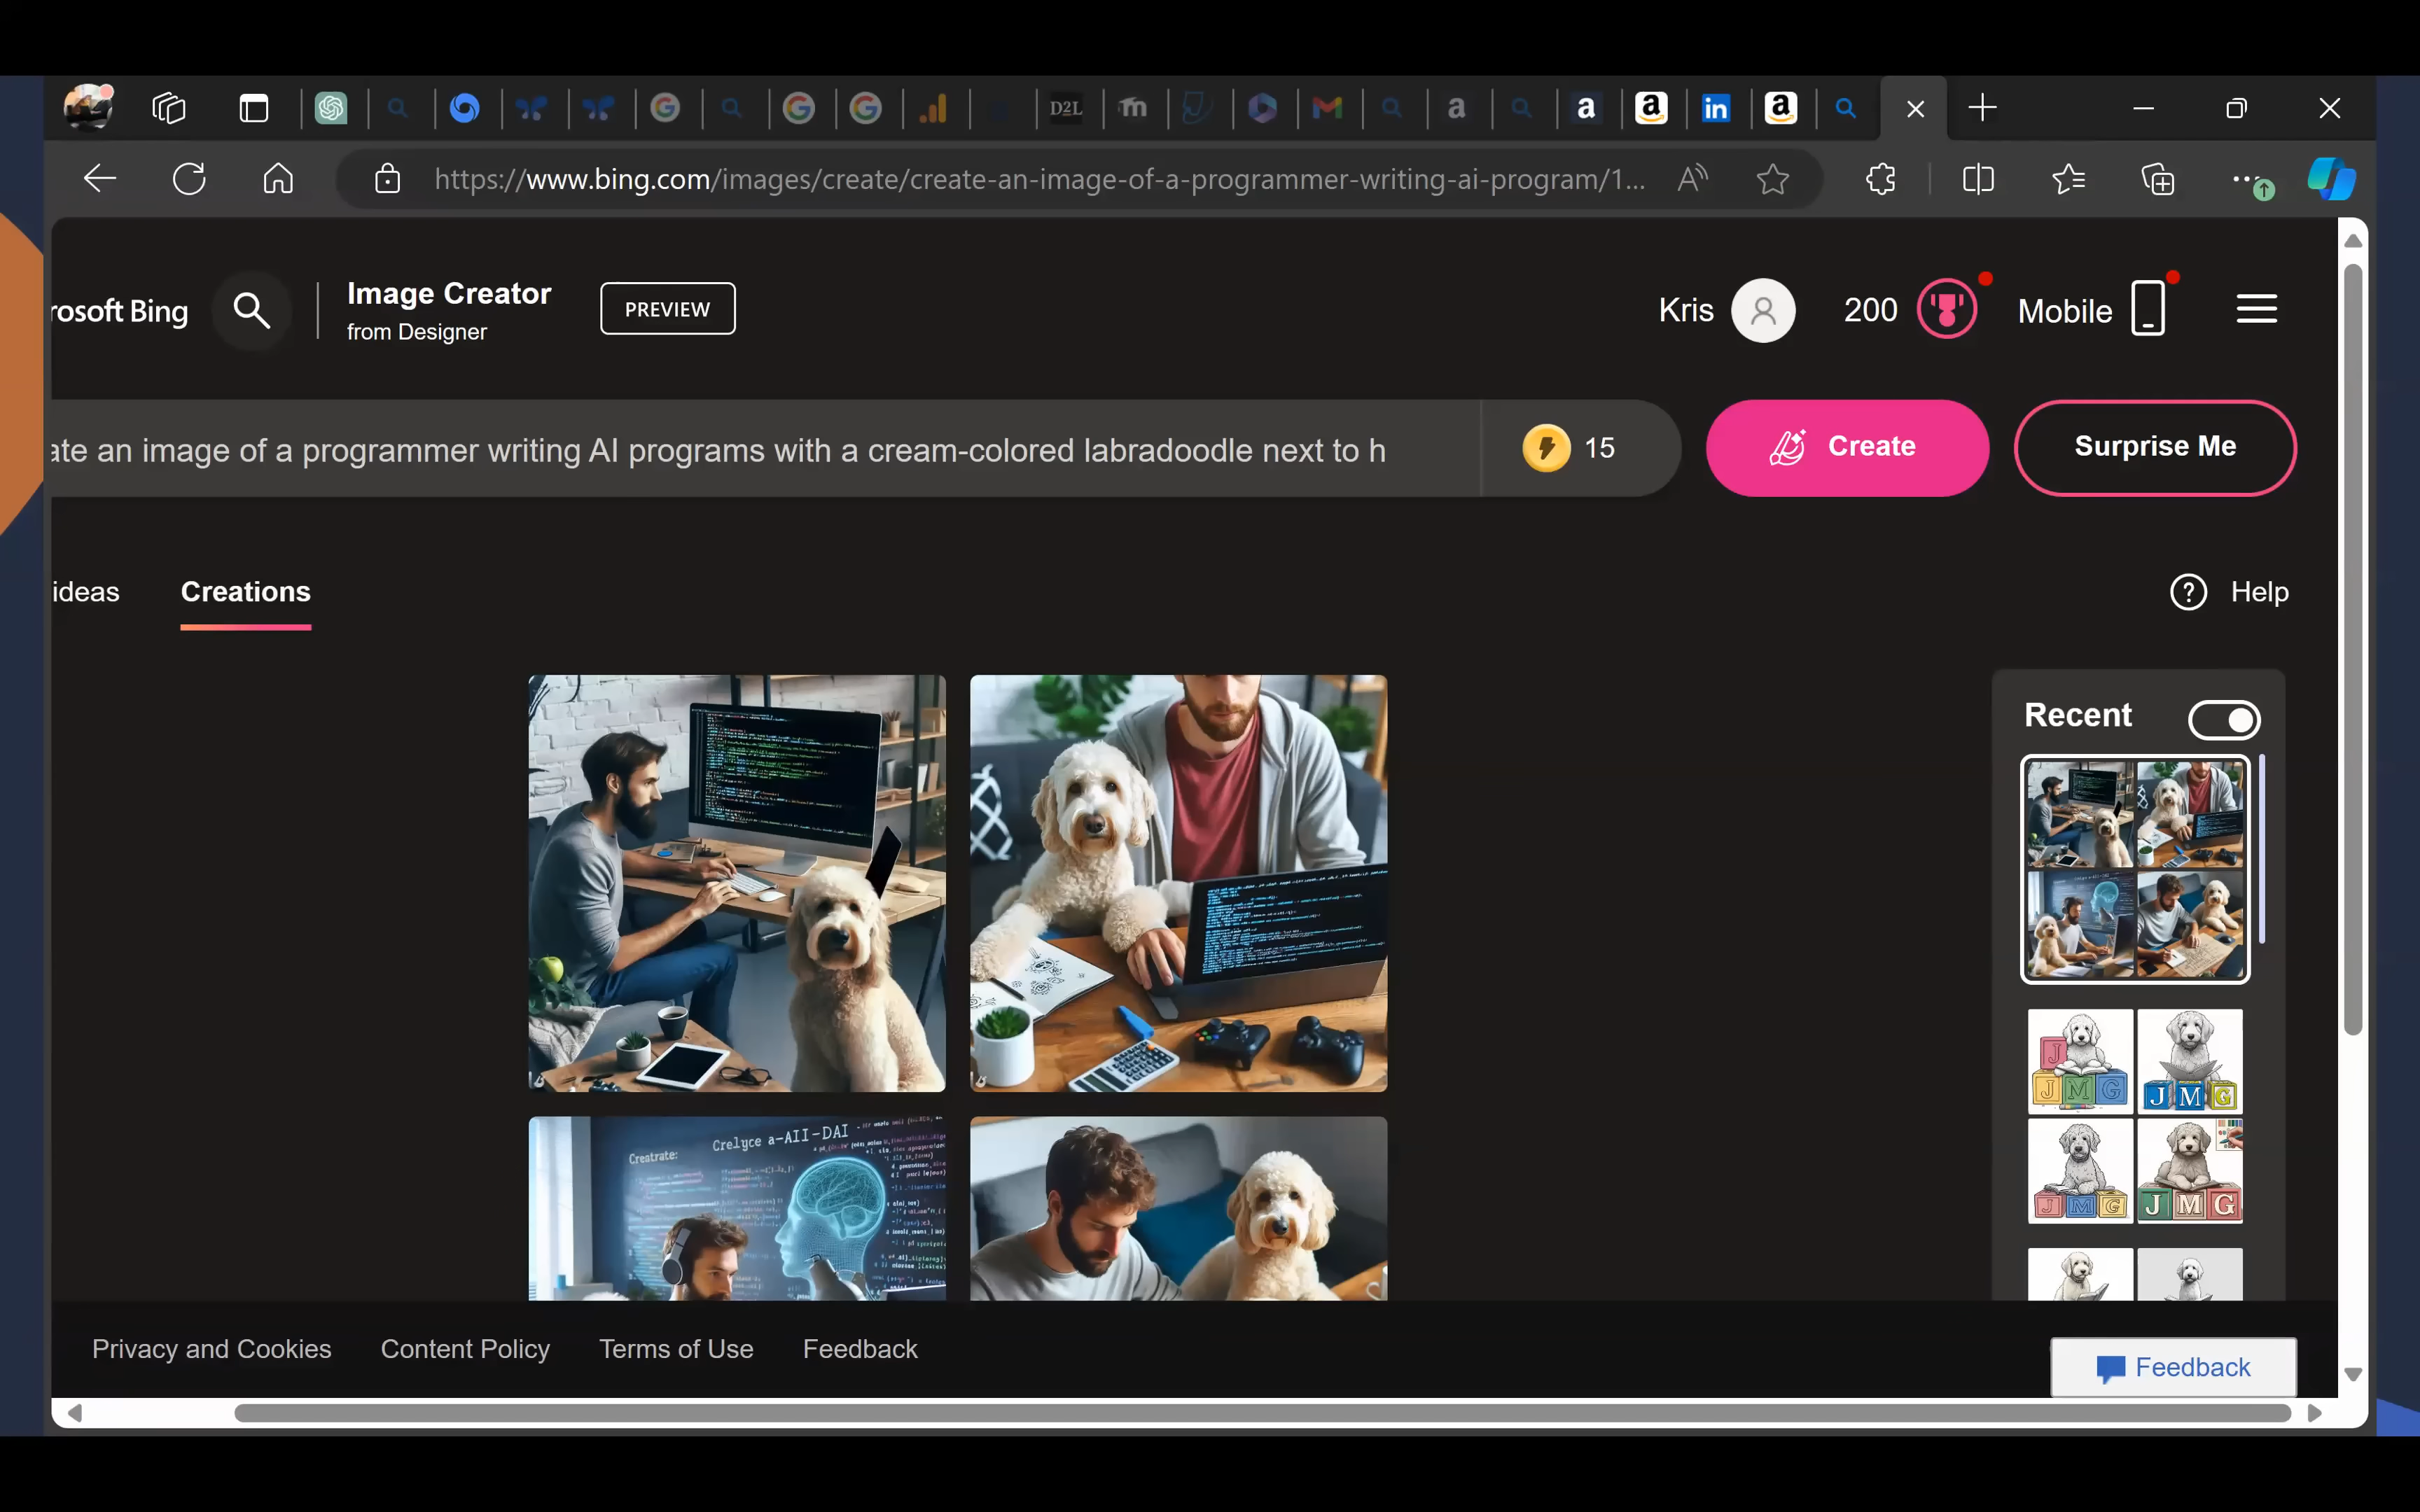 D2L
https://www.bing.com/images/create/create-an-image-of-a-programmer-writing-ai-program/1...
rosoft Bing
Image Creator
from Designer
PREVIEW
Kris
200
Mobile
ate an image of a programmer writing AI programs with a cream-colored labradoodle next to h
15
Create
Surprise Me
ideas
Creations
Help
Recent
Crelyce a-AII-DAI
Creatrate:
J
J M G
J M G
J M G
J M G
Privacy and Cookies
Content Policy
Terms of Use
Feedback
Feedback